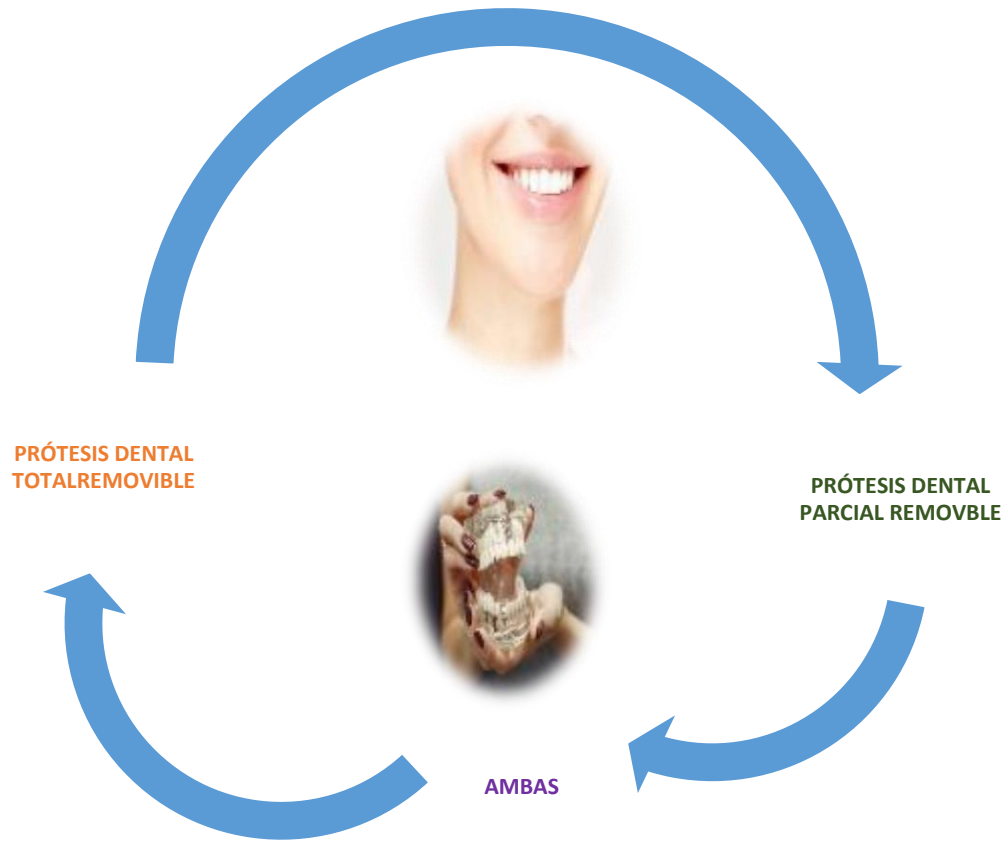 PRÓTESIS DENTAL
TOTALREMOVIBLE
PRÓTESIS DENTAL
PARCIAL REMOVBLE
AMBAS